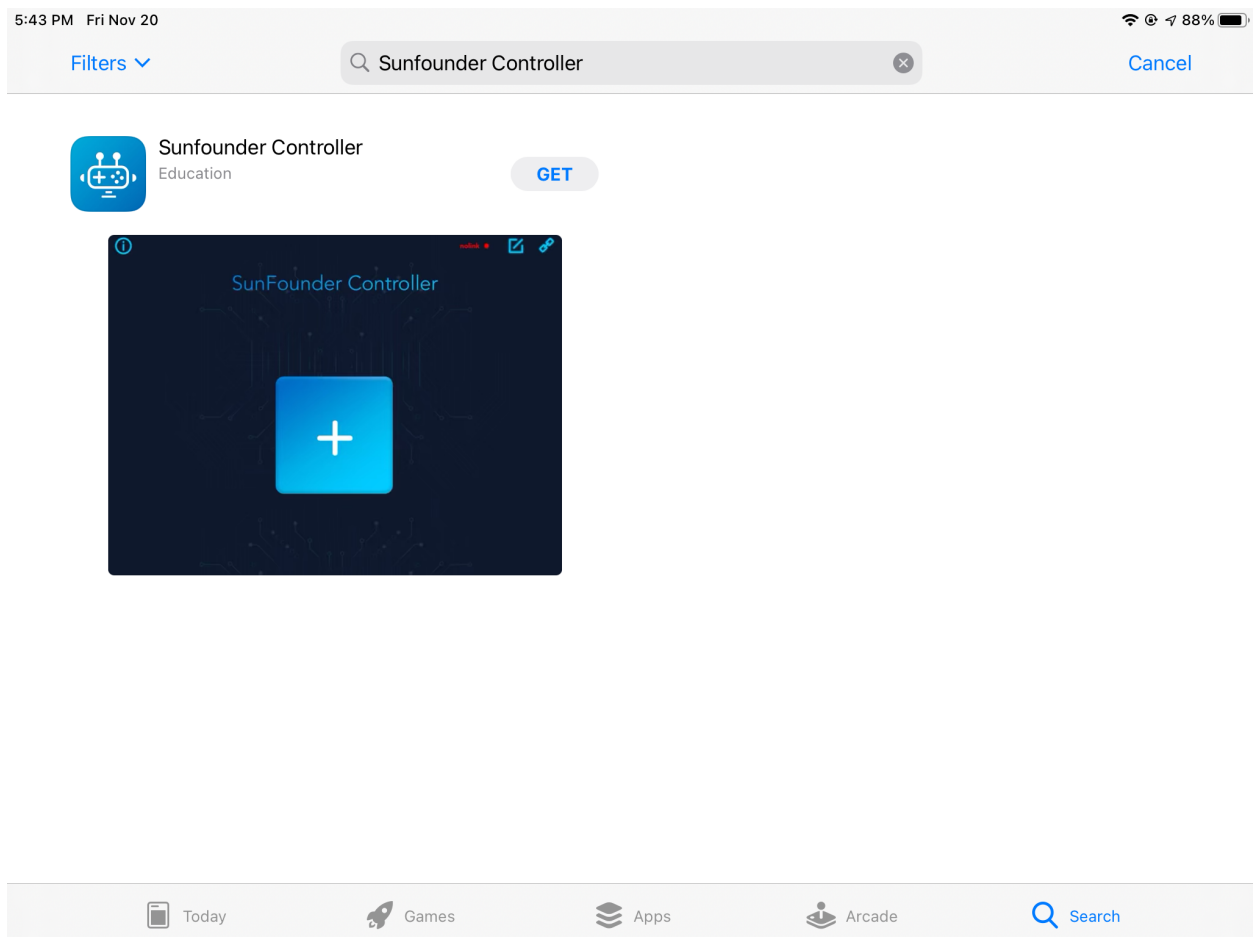 5:43 PM Fri Nov 20 88%
Filters Sunfounder Controller Cancel
Sunfounder Controller
Education
GET
SunFounder Controller
Today Games Apps Arcade Search